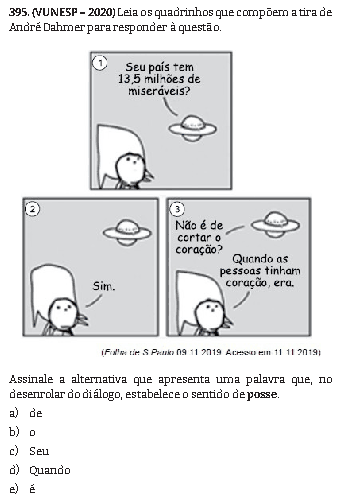 395. (VUNESP – 2020) Leia os quadrinhos que compõem a tira de
André Dahmer para responder à questão.
1
Seu país tem
13,5 milhões de
miseráveis?
2
Sim.
3
Não é de
cortar o
coração?
Quando as
pessoas tinham
coração, era.
(Folha de S.Paulo 09 11 2019 Acesso em 11 11 2019)
Assinale a alternativa que apresenta uma palavra que, no
desenrolar do diálogo, estabelece o sentido de posse.
a) de
b) o
c) Seu
d) Quando
e) é